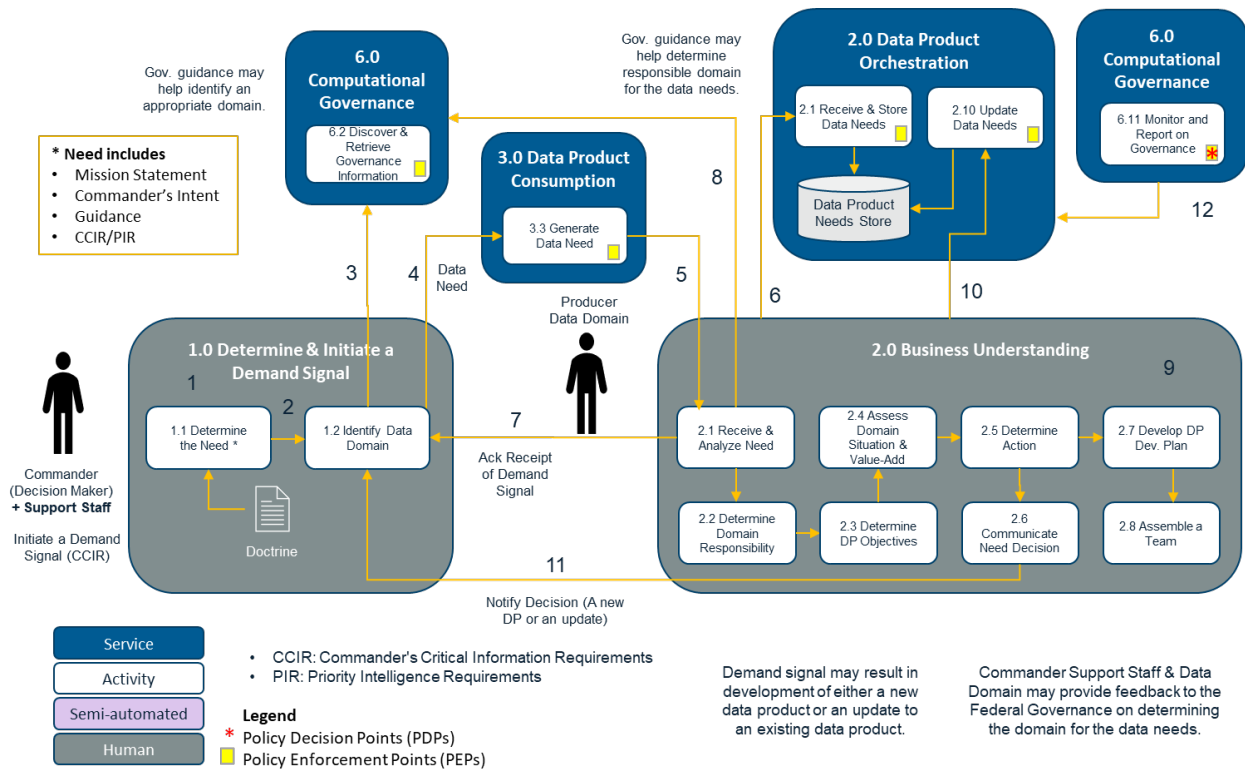 6.0
Computational
Governance
6.2 Discover &
Retrieve
Governance
Information
Gov. guidance may
help identify an
appropriate domain.
* Need includes
• Mission Statement
• Commander's Intent
• Guidance
• CCIR/PIR
3.0 Data Product
Consumption
3.3 Generate
Data Need
Gov. guidance may
help determine
responsible domain
for the data needs.
2.0 Data Product
Orchestration
2.1 Receive & Store
Data Needs
2.10 Update
Data Needs
Data Product
Needs Store
6.0
Computational
Governance
6.11 Monitor and
Report on
Governance
*
12
8
3
4
Data
Need
5
6
10
Producer
Data Domain
1.0 Determine & Initiate a
Demand Signal
1
2
1.1 Determine
the Need *
1.2 Identify Data
Domain
Doctrine
Commander
(Decision Maker)
+ Support Staff
Initiate a Demand
Signal (CCIR)
7
Ack Receipt
of Demand
Signal
11
Notify Decision (A new
DP or an update)
2.0 Business Understanding
9
2.1 Receive &
Analyze Need
2.4 Assess
Domain
Situation &
Value-Add
2.5 Determine
Action
2.7 Develop DP
Dev. Plan
2.2 Determine
Domain
Responsibility
2.3 Determine
DP Objectives
2.6
Communicate
Need Decision
2.8 Assemble a
Team
Service
Activity
Semi-automated
Human
• CCIR: Commander's Critical Information Requirements
• PIR: Priority Intelligence Requirements
Legend
* Policy Decision Points (PDPs)
Policy Enforcement Points (PEPs)
Demand signal may result in
development of either a new
data product or an update to
an existing data product.
Commander Support Staff & Data
Domain may provide feedback to the
Federal Governance on determining
the domain for the data needs.